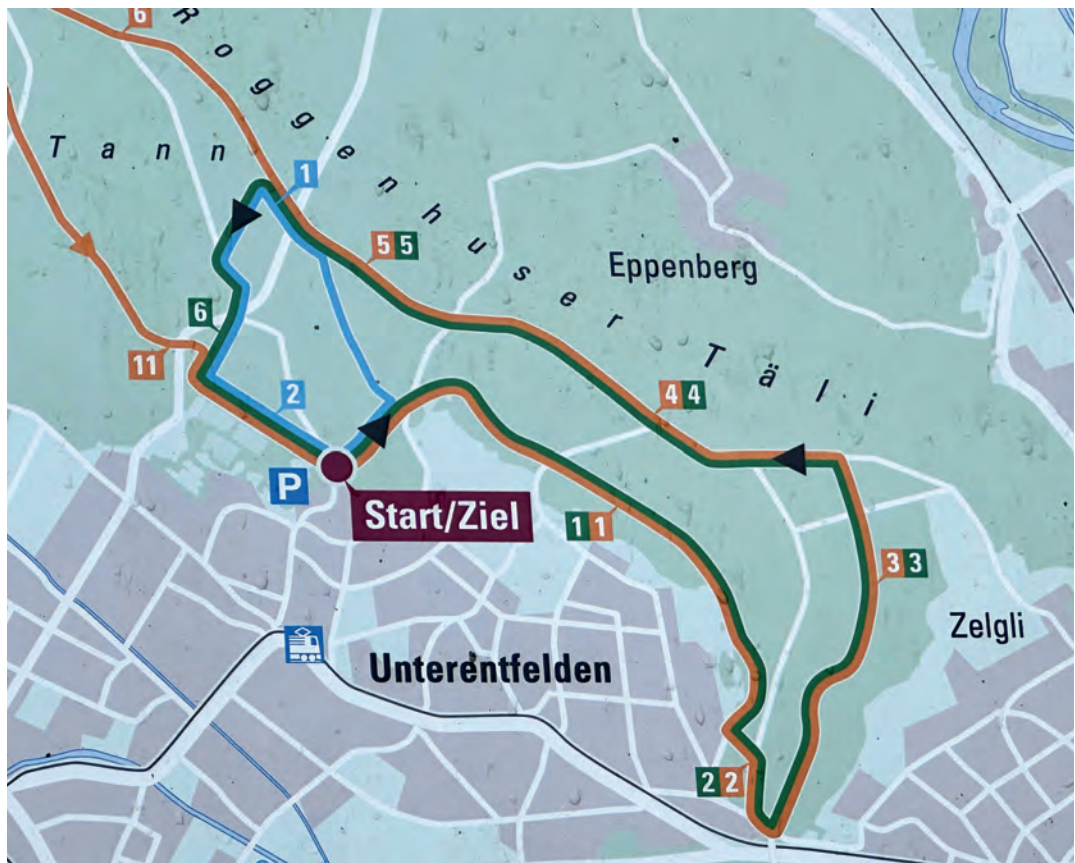 6
Roggenhuser Täli
Tann
1
5 5
Eppenberg
6
11
2
4 4
P
Start/Ziel
1 1
3 3
Zelgli
Unterentfelden
2 2